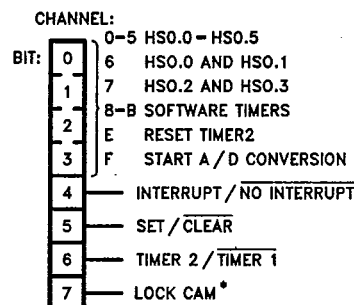 CHANNEL:
0-5 HSO.0 - HSO.5
BIT: 0 6 HSO.0 AND HSO.1
1 7 HSO.2 AND HSO.3
8-B SOFTWARE TIMERS
2 E RESET TIMER2
3 F START A/D CONVERSION
4 INTERRUPT/NO INTERRUPT
5 SET/CLEAR
6 TIMER 2/TIMER 1
7 LOCK CAM*